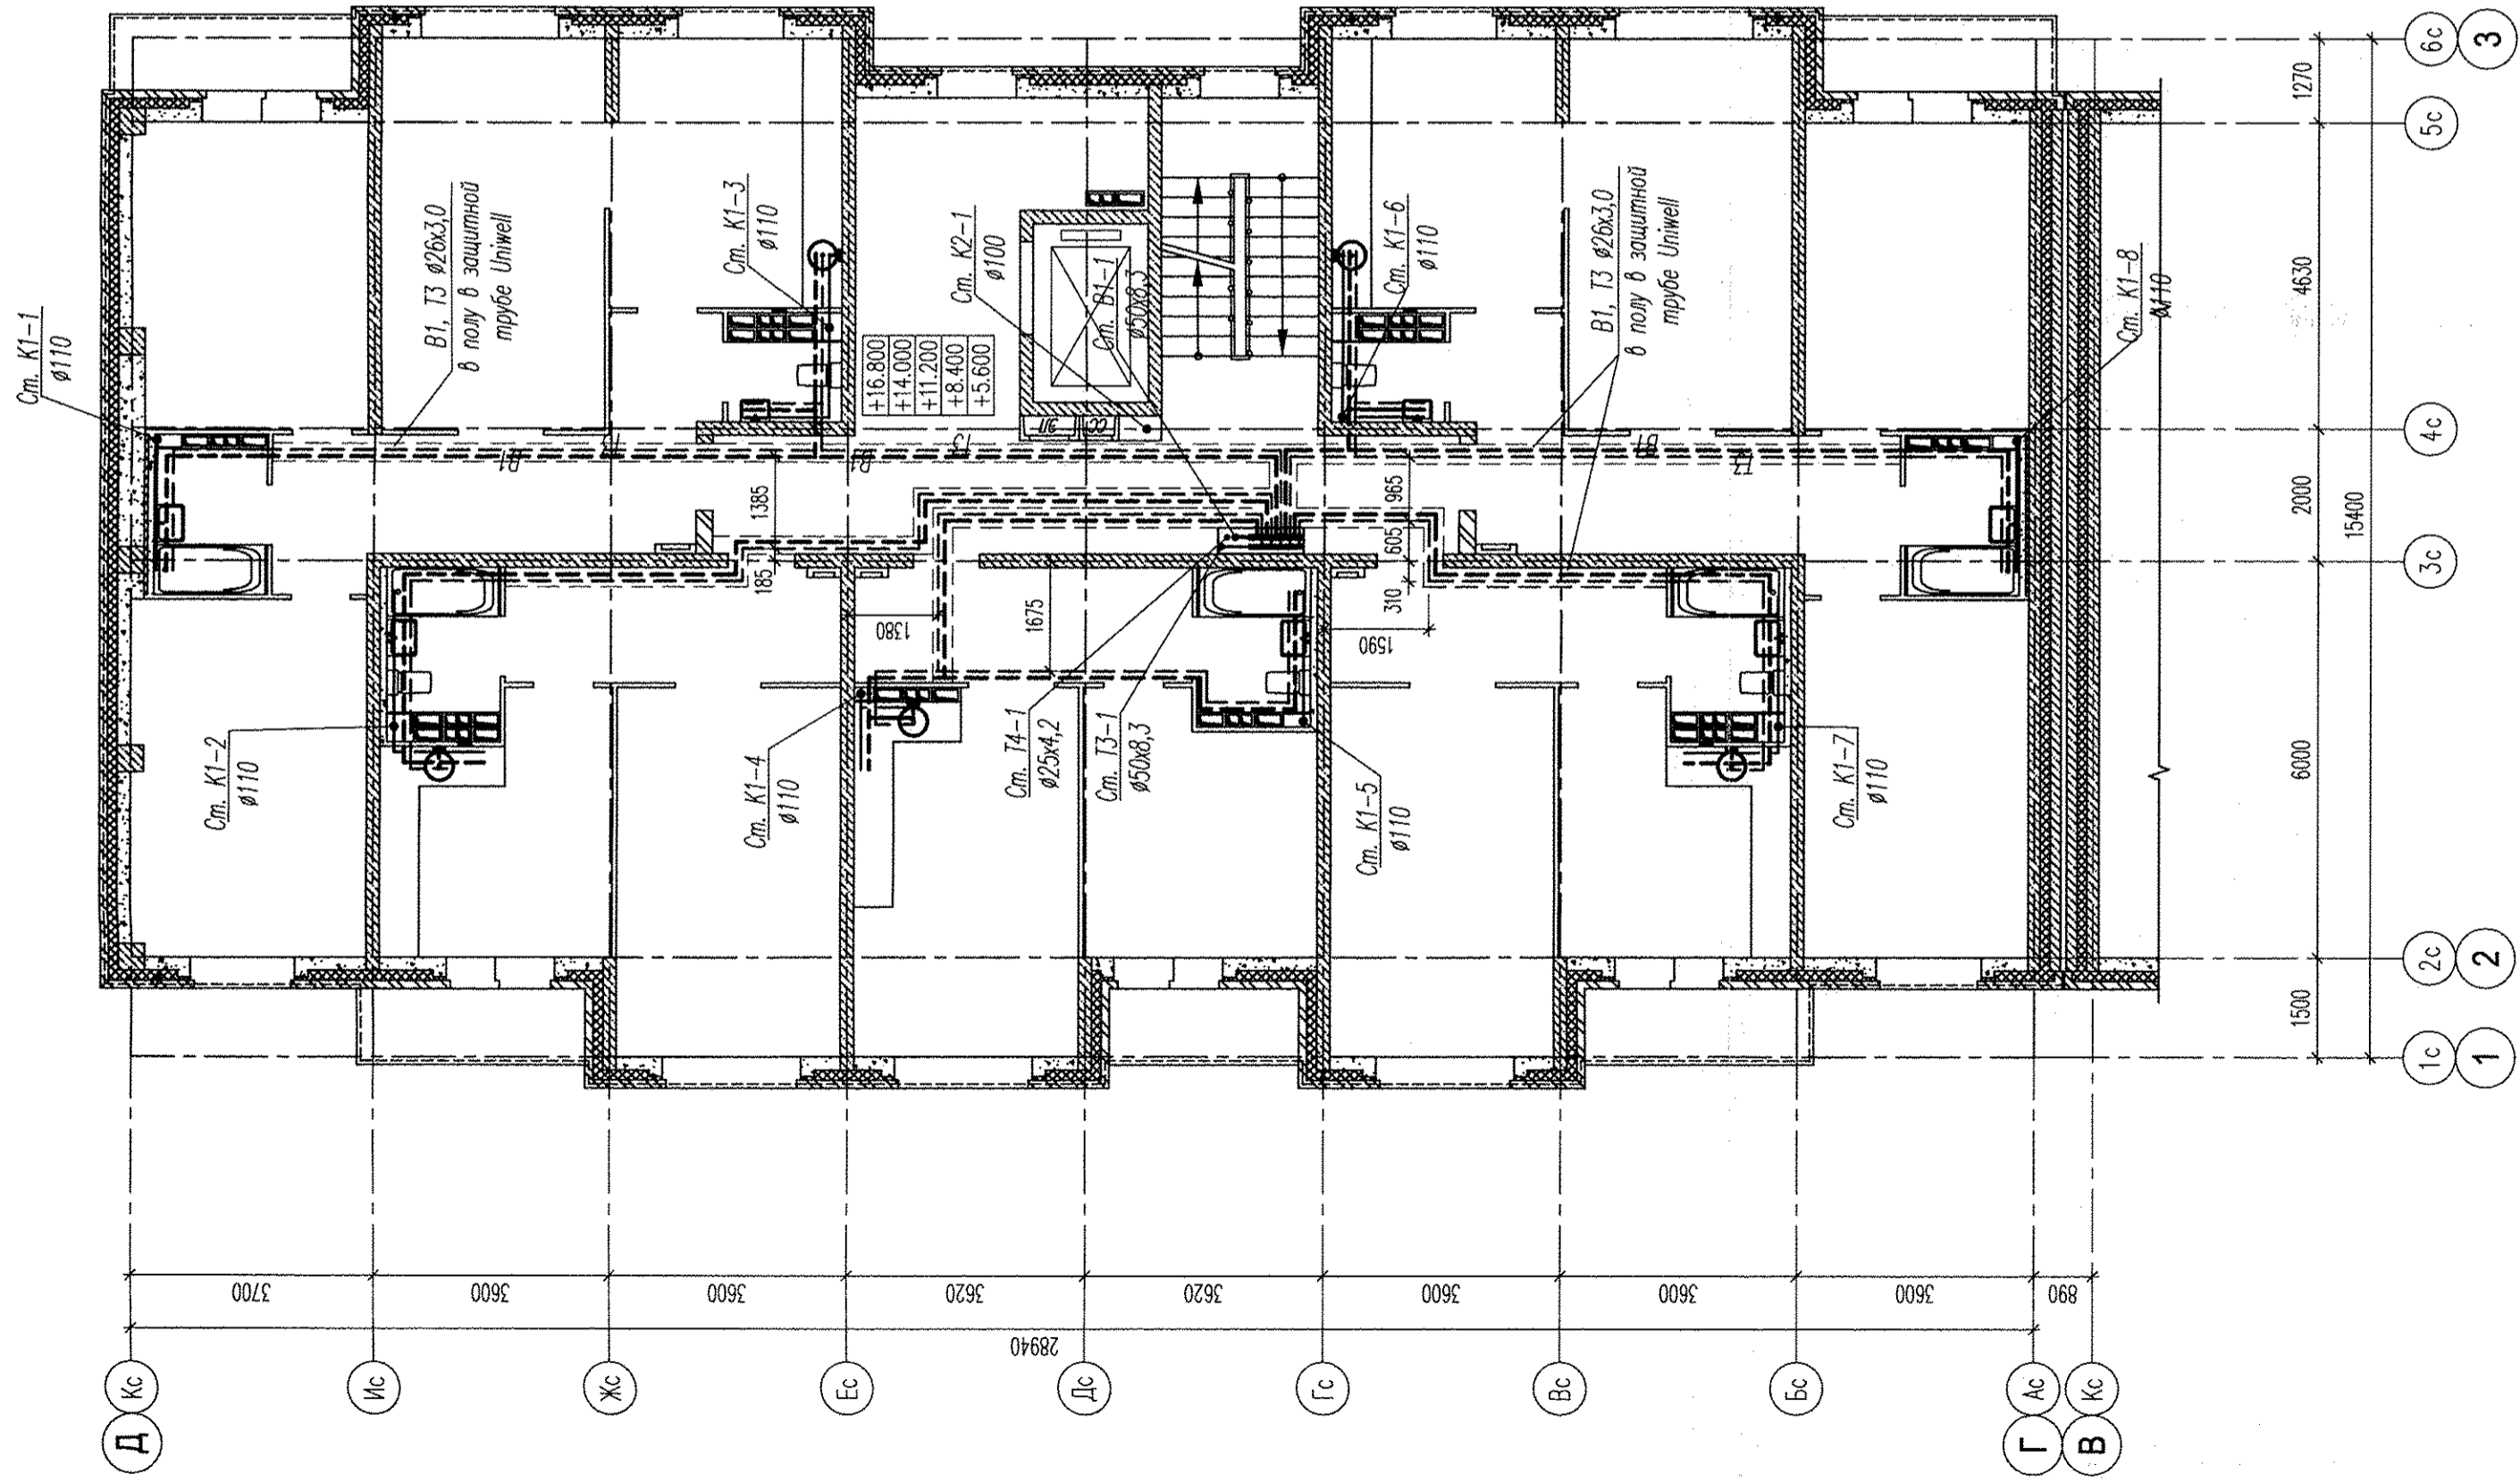 Ст. К1-1
ø110
В1, Т3 ø26х3,0
в полу в защитной
трубе Uniwell
Ст. К1-3
ø110
Ст. К2-1
ø100
Ст. В1-1
ø50х8,3
+16.800
+14.000
+11.200
+8.400
+5.600
ЭЛ
СС
Ст. К1-6
ø110
В1, Т3 ø26х3,0
в полу в защитной
трубе Uniwell
Ст. К1-8
ø110
В1
Т3
В1
Т3
В1
Т3
1385
185
1380
1675
965
605
310
1590
Ст. К1-2
ø110
Ст. К1-4
ø110
Ст. Т4-1
ø25х4,2
Ст. Т3-1
ø50х8,3
Ст. К1-5
ø110
Ст. К1-7
ø110
1270
4630
2000
6000
1500
15400
6с
3
5с
4с
3с
2с
2
1с
1
3700
3600
3600
3620
3620
3600
3600
3600
890
28940
Кс
Ис
Жс
Ес
Дс
Гс
Вс
Бс
Ас
Кс
Д
Г
В